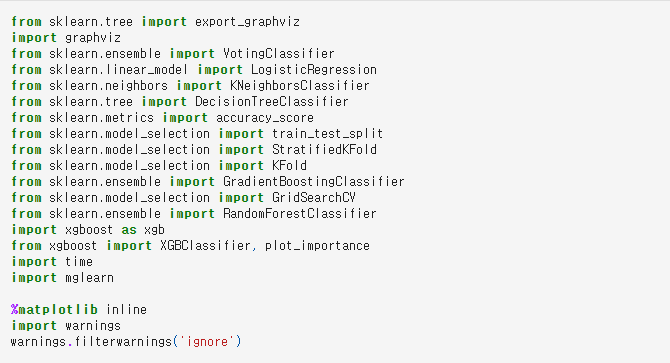 from sklearn.tree import export_graphviz
import graphviz
from sklearn.ensemble import VotingClassifier
from sklearn.linear_model import LogisticRegression
from sklearn.neighbors import KNeighborsClassifier
from sklearn.tree import DecisionTreeClassifier
from sklearn.metrics import accuracy_score
from sklearn.model_selection import train_test_split
from sklearn.model_selection import StratifiedKFold
from sklearn.model_selection import KFold
from sklearn.ensemble import GradientBoostingClassifier
from sklearn.model_selection import GridSearchCV
from sklearn.ensemble import RandomForestClassifier
import xgboost as xgb
from xgboost import XGBClassifier, plot_importance
import time
import mglearn

%matplotlib inline
import warnings
warnings.filterwarnings('ignore')